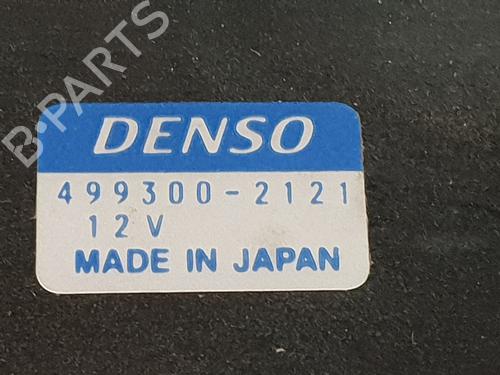 B-PARTS
DENSO
499300-2121
12V
MADE IN JAPAN